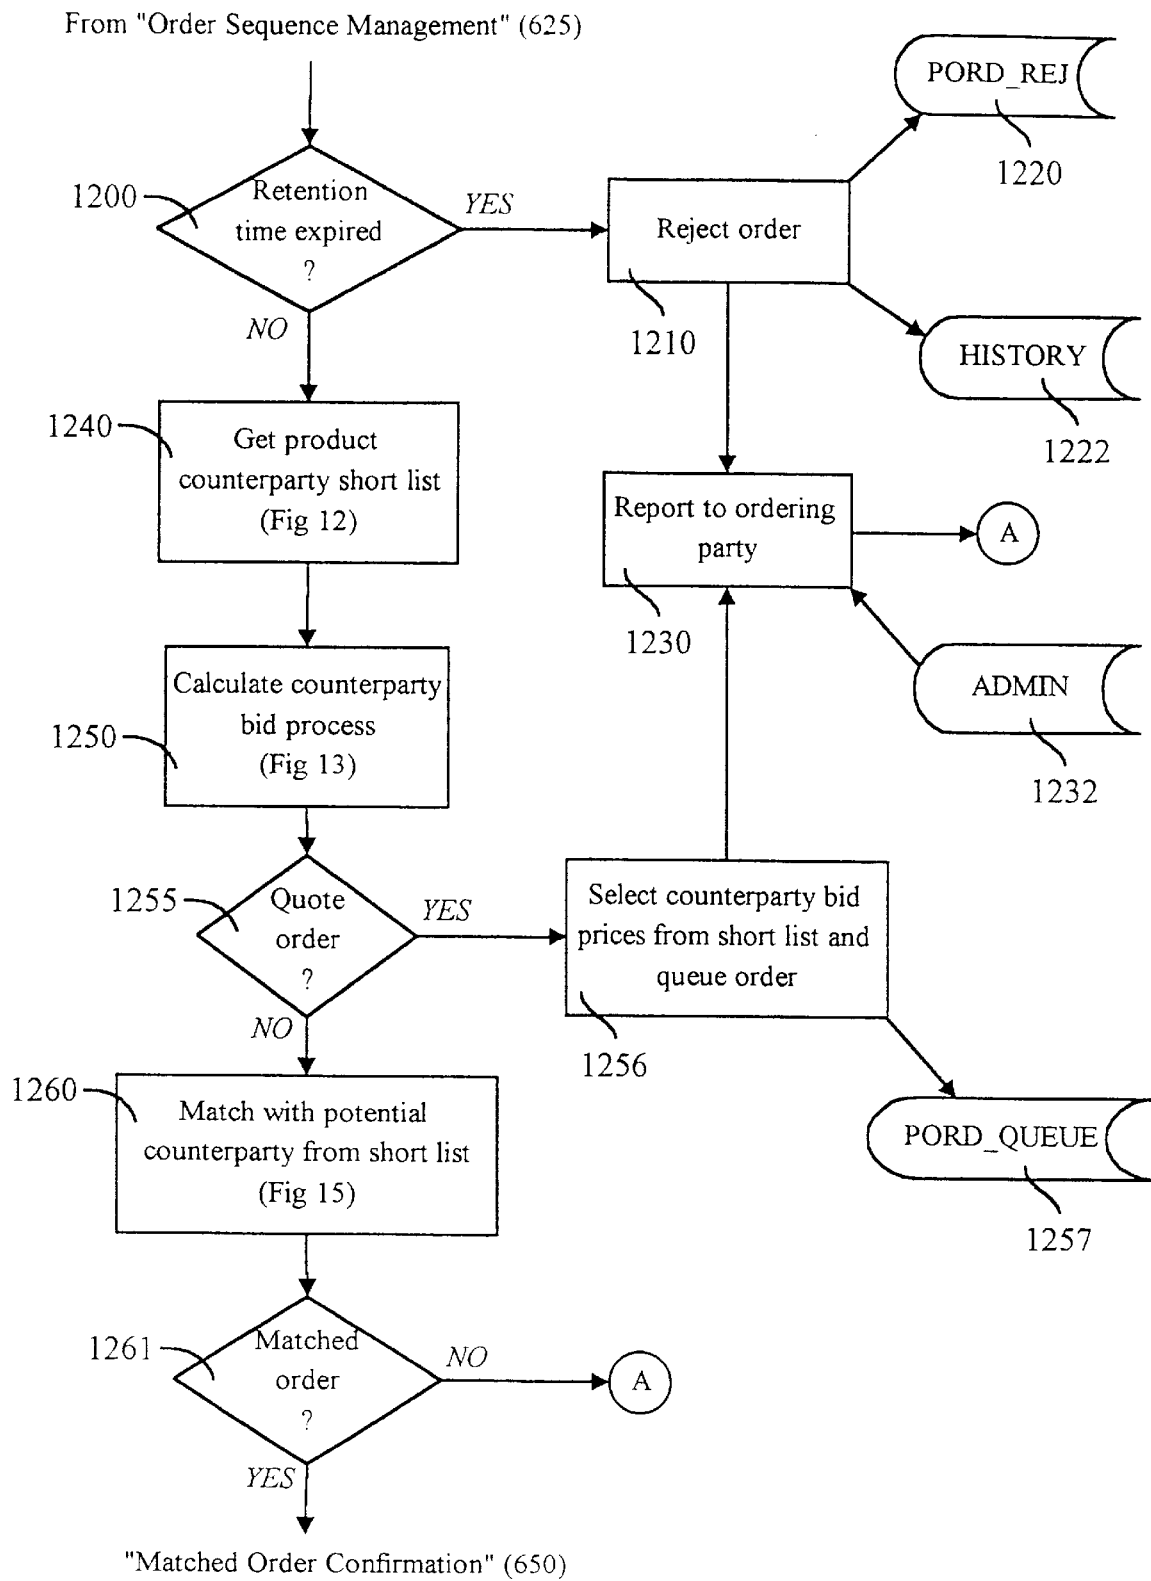 From "Order Sequence Management" (625)
PORD_REJ
1220
1200
Retention
time expired
?
YES
Reject order
1210
NO
HISTORY
1222
1240
Get product
counterparty short list
(Fig 12)
Report to ordering
party
A
1230
ADMIN
1232
Calculate counterparty
bid process
(Fig 13)
1250
1255
Quote
order
?
YES
Select counterparty bid
prices from short list and
queue order
NO
1256
1260
Match with potential
counterparty from short list
(Fig 15)
PORD_QUEUE
1257
1261
Matched
order
?
NO
A
YES
"Matched Order Confirmation" (650)